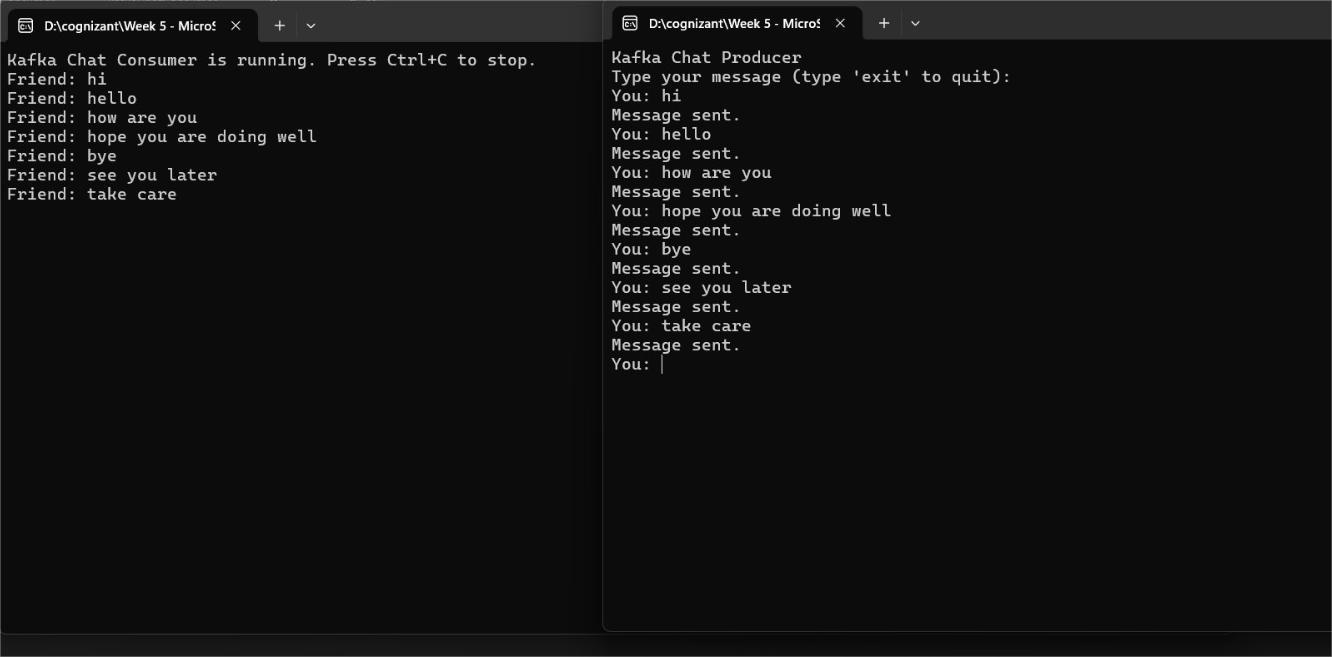 D:\cognizant\Week 5 - MicroS
Kafka Chat Consumer is running. Press Ctrl+C to stop.
Friend: hi
Friend: hello
Friend: how are you
Friend: hope you are doing well
Friend: bye
Friend: see you later
Friend: take care
D:\cognizant\Week 5 - MicroS
Kafka Chat Producer
Type your message (type 'exit' to quit):
You: hi
Message sent.
You: hello
Message sent.
You: how are you
Message sent.
You: hope you are doing well
Message sent.
You: bye
Message sent.
You: see you later
Message sent.
You: take care
Message sent.
You: